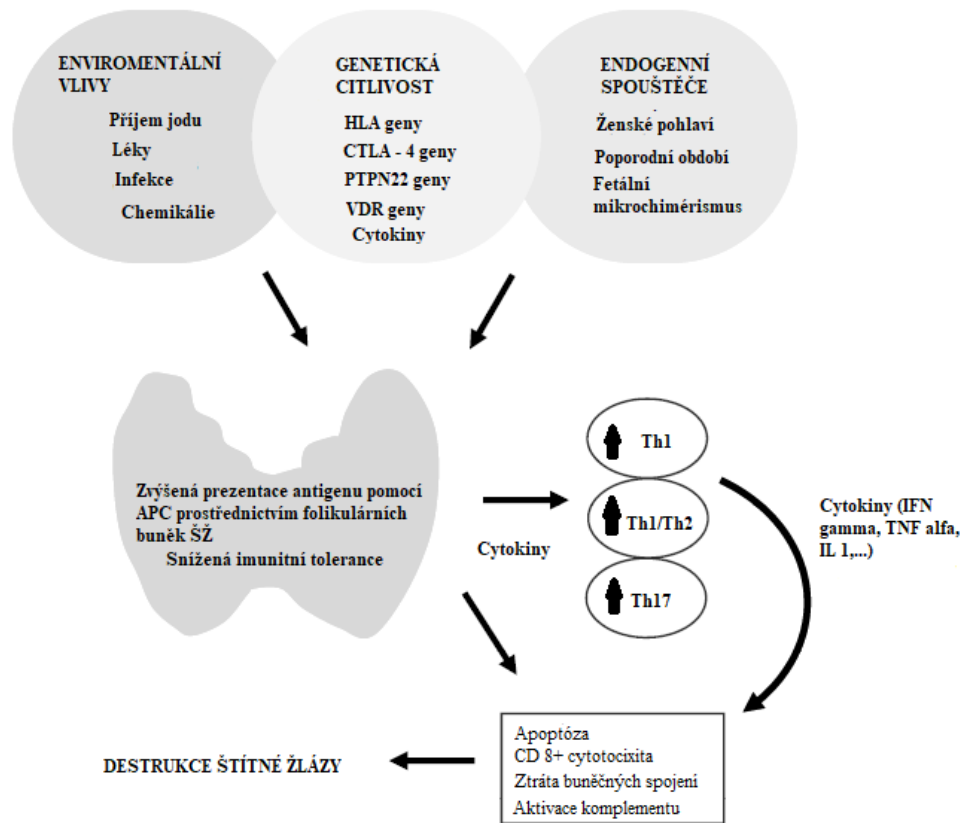 ENVIROMENTÁLNÍ
VLIVY
Příjem jodu
Léky
Infekce
Chemikálie
GENETICKÁ
CITLIVOST
HLA geny
CTLA - 4 geny
PTPN22 geny
VDR geny
Cytokiny
ENDOGENNÍ
SPOUŠTĚČE
Ženské pohlaví
Poporodní období
Fetální
mikrochimérismus
Zvýšená prezentace antigenu pomocí
APC prostřednictvím folikulárních
buněk ŠŽ
Snížená imunitní tolerance
Cytokiny
Th1
Th1/Th2
Th17
Cytokiny (IFN
gamma, TNF alfa,
IL 1,...)
Apoptóza
CD 8+ cytotocixita
Ztráta buněčných spojení
Aktivace komplementu
DESTRUKCE ŠTÍTNÉ ŽLÁZY